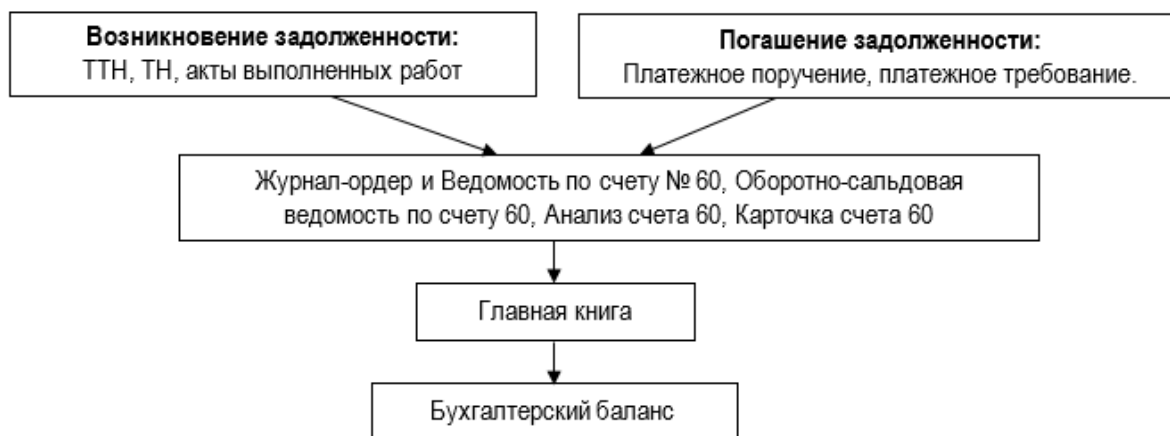 Возникновение задолженности:
ТТН, ТН, акты выполненных работ
Погашение задолженности:
Платежное поручение, платежное требование.
Журнал-ордер и Ведомость по счету № 60, Оборотно-сальдовая
ведомость по счету 60, Анализ счета 60, Карточка счета 60
Главная книга
Бухгалтерский баланс